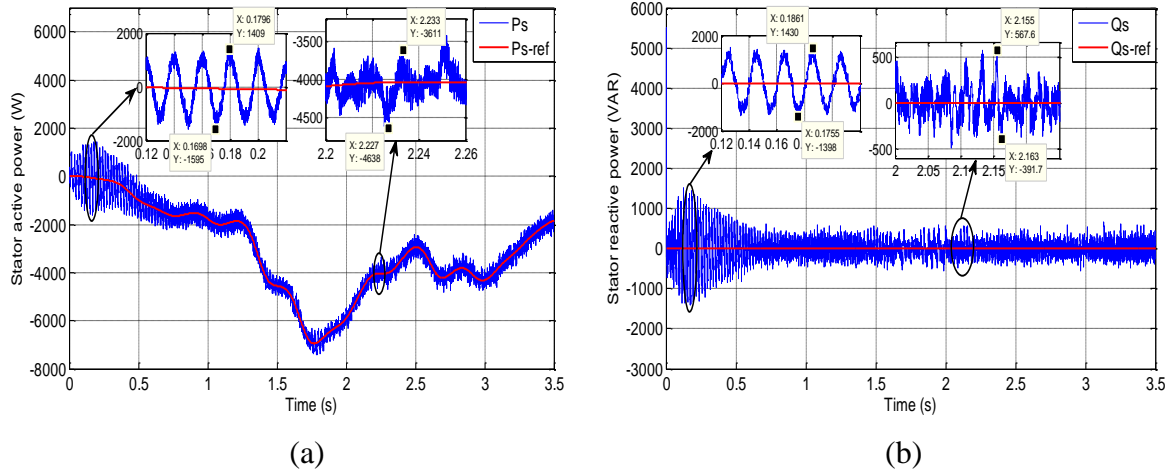 8000
6000
4000
2000
0
-2000
-4000
-6000
-8000
Stator active power (W)
0
0.5
1
1.5
2
2.5
3
3.5
Time (s)
Ps
Ps-ref
2000
0
-2000
0.12
0.18
0.2
X: 0.1796
Y: 1409
X: 0.1698
Y: -1595
-3500
-4000
-4500
2.2
2.24
2.26
X: 2.233
Y: -3611
X: 2.227
Y: -4638
(a)
6000
5000
4000
3000
2000
1000
0
-1000
-2000
-3000
Stator reactive power (VAR)
0
0.5
1
1.5
2
2.5
3
3.5
Time (s)
Qs
Qs-ref
2000
0
-2000
0.12
0.14
0.16
X: 0.1861
Y: 1430
X: 0.1755
Y: -1398
500
0
-500
2
2.05
2.15
X: 2.155
Y: 567.6
X: 2.163
Y: -391.7
(b)